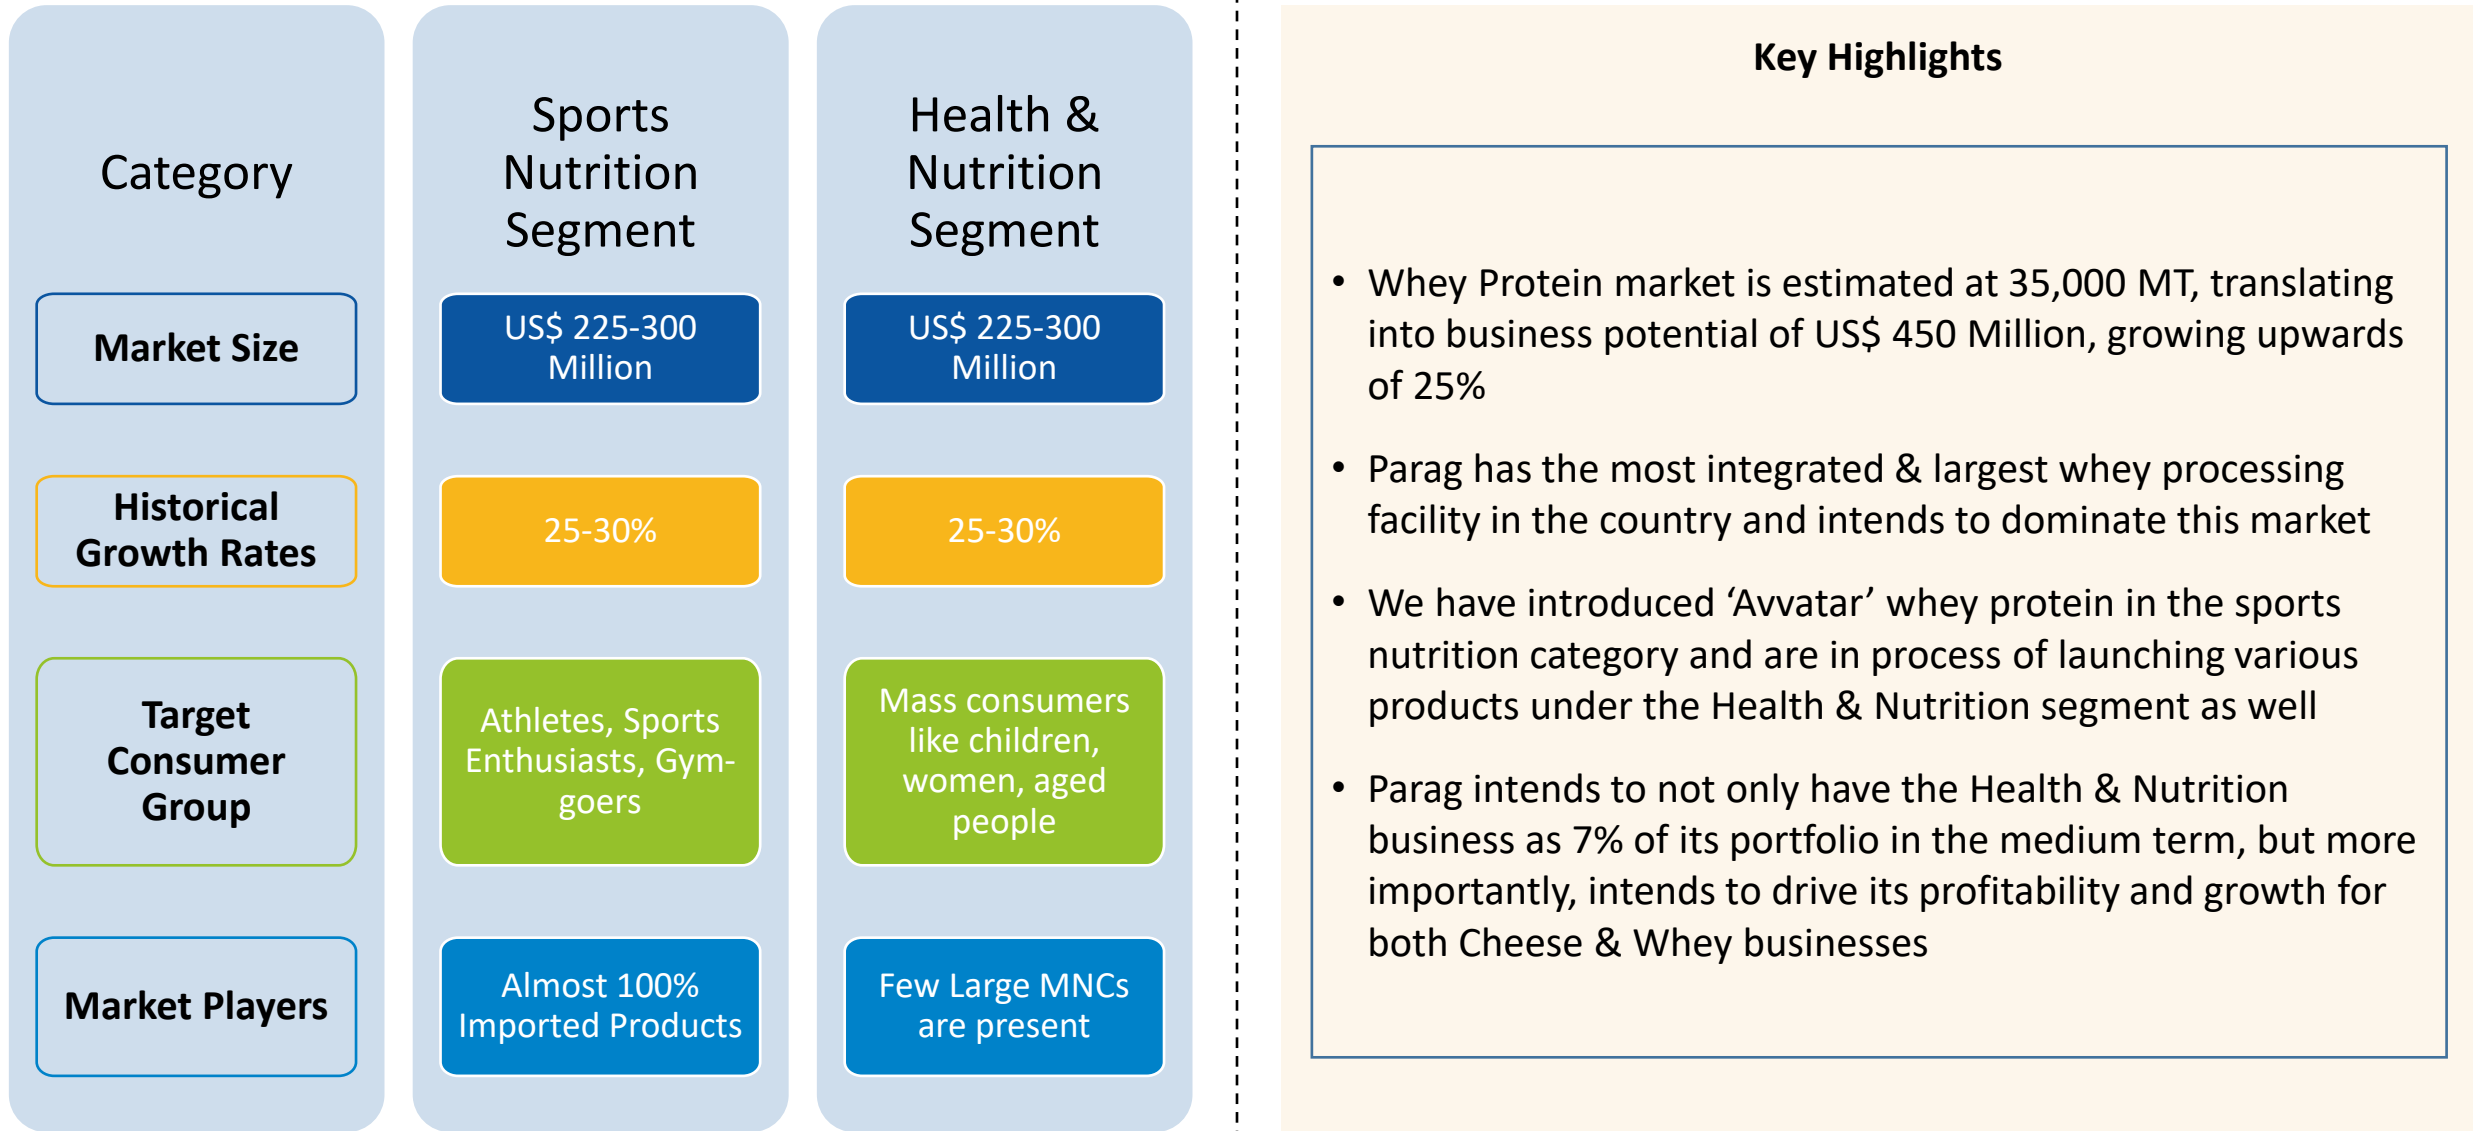 Category
Sports
Nutrition
Segment
Health &
Nutrition
Segment
Market Size
US$ 225-300
Million
US$ 225-300
Million
Historical
Growth Rates
25-30%
25-30%
Target
Consumer
Group
Athletes, Sports
Enthusiasts, Gym-
goers
Mass consumers
like children,
women, aged
people
Market Players
Almost 100%
Imported Products
Few Large MNCs
are present
Key Highlights
• Whey Protein market is estimated at 35,000 MT, translating
into business potential of US$ 450 Million, growing upwards
of 25%
• Parag has the most integrated & largest whey processing
facility in the country and intends to dominate this market
• We have introduced ‘Avvatar’ whey protein in the sports
nutrition category and are in process of launching various
products under the Health & Nutrition segment as well
• Parag intends to not only have the Health & Nutrition
business as 7% of its portfolio in the medium term, but more
importantly, intends to drive its profitability and growth for
both Cheese & Whey businesses